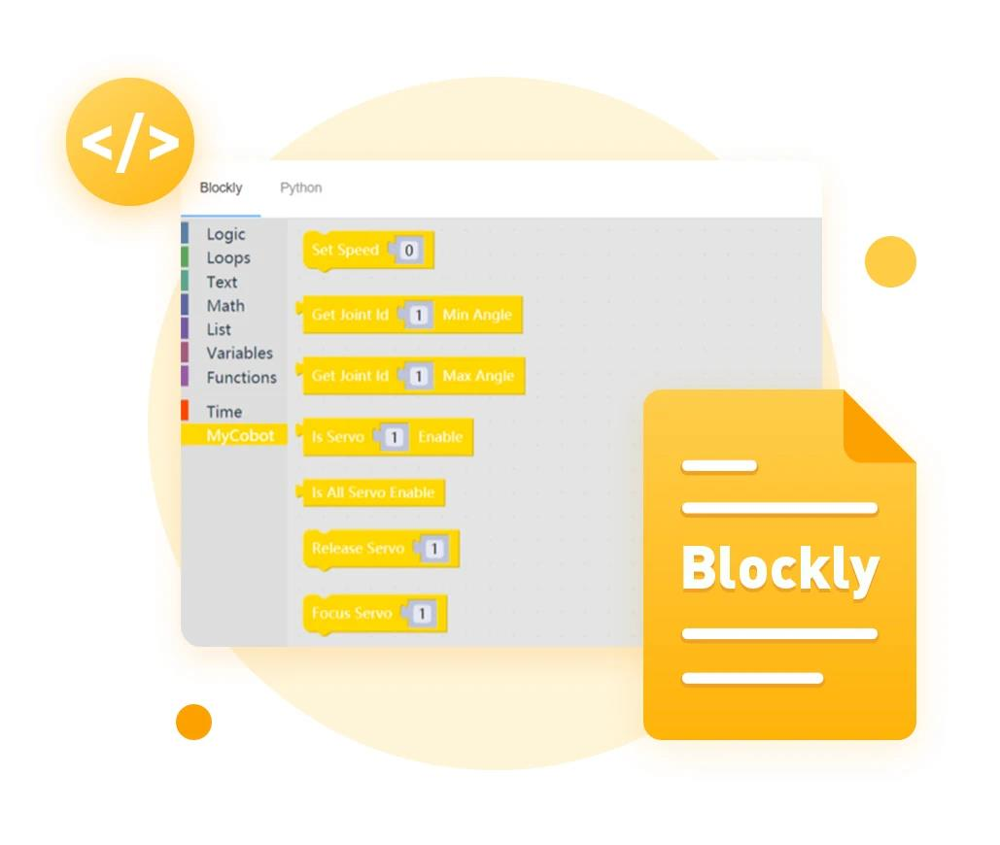 </>
Blockly Python
Logic
Loops
Text
Math
List
Variables
Functions
Time
MyCobot
Set Speed 0
Get Joint Id 1 Min Angle
Get Joint Id 1 Max Angle
Is Servo 1 Enable
Is All Servo Enable
Release Servo 1
Focus Servo 1
Blockly